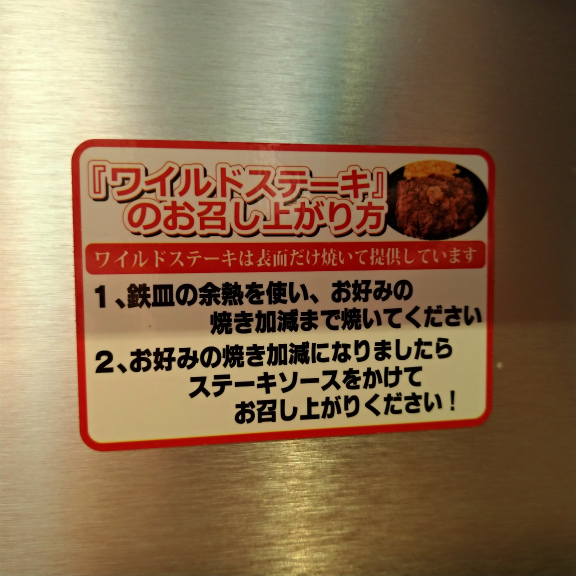 『ワイルドステーキ』
のお召し上がり方
ワイルドステーキは表面だけ焼いて提供しています
1、鉄皿の余熱を使い、お好みの
焼き加減まで焼いてください
2、お好みの焼き加減になりましたら
ステーキソースをかけて
お召し上がりください！